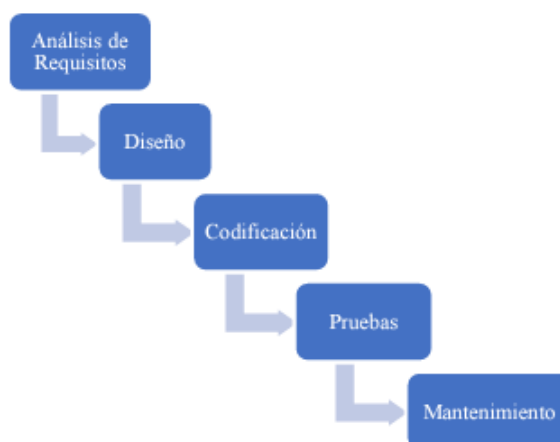 Análisis de
Requisitos
Diseño
Codificación
Pruebas
Mantenimiento